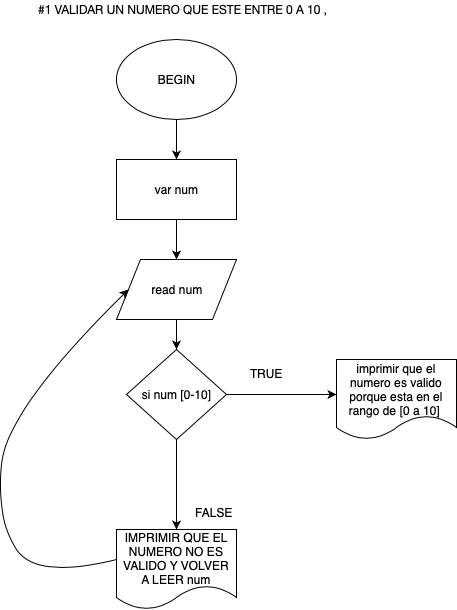 #1 VALIDAR UN NUMERO QUE ESTE ENTRE 0 A 10 ,
BEGIN
var num
read num
si num [0-10]
TRUE
imprimir que el
numero es valido
porque esta en el
rango de [0 a 10]
FALSE
IMPRIMIR QUE EL
NUMERO NO ES
VALIDO Y VOLVER
A LEER num